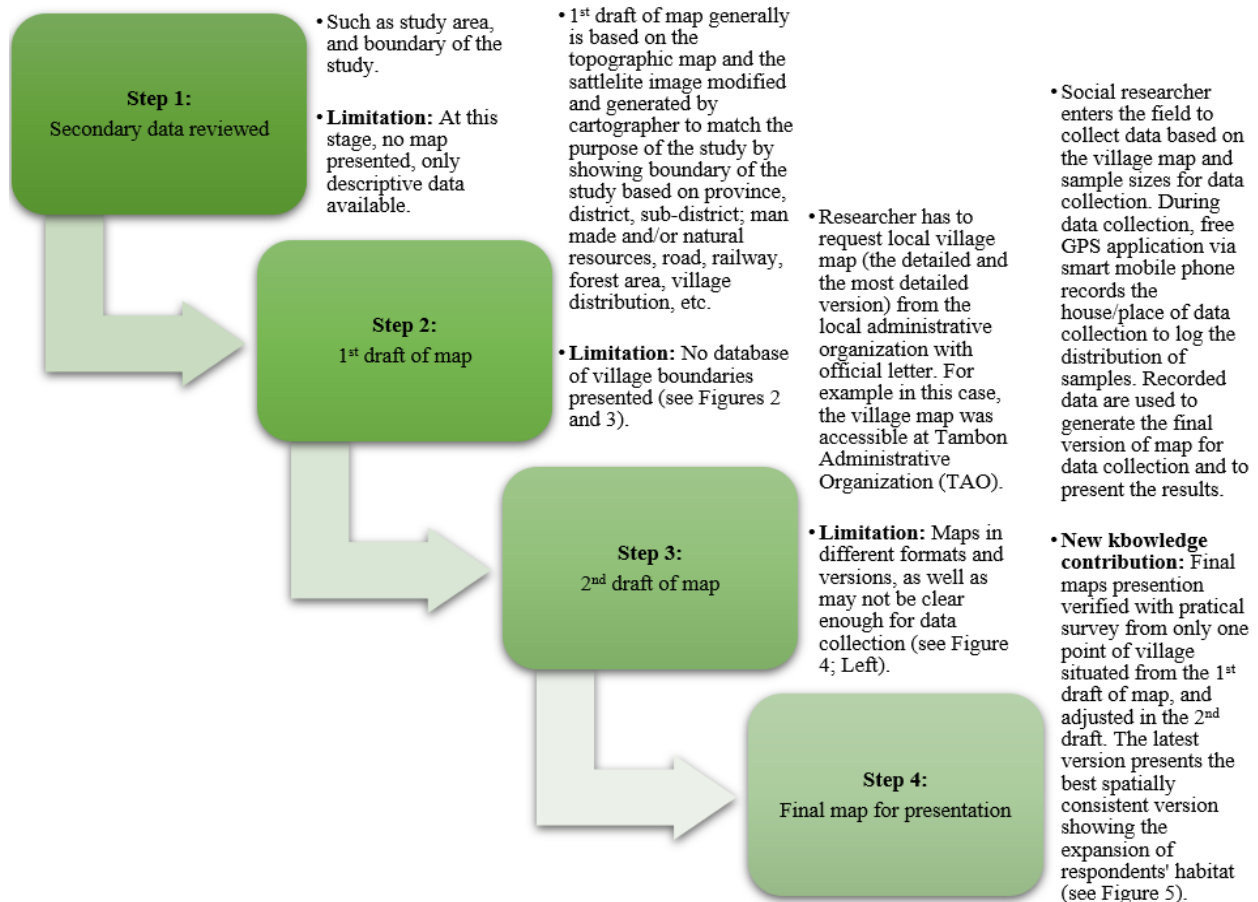 Step 1:
Secondary data reviewed
• Such as study area,
and boundary of the
study.
• Limitation: At this
stage, no map
presented, only
descriptive data
available.
Step 2:
1st draft of map
• 1st draft of map generally
is based on the
topographic map and the
sattlelite image modified
and generated by
cartographer to match the
purpose of the study by
showing boundary of the
study based on province,
district, sub-district; man
made and/or natural
resources, road, railway,
forest area, village
distribution, etc.
• Limitation: No database
of village boundaries
presented (see Figures 2
and 3).
Step 3:
2nd draft of map
• Researcher has to
request local village
map (the detailed and
the most detailed
version) from the
local administrative
organization with
official letter. For
example in this case,
the village map was
accessible at Tambon
Administrative
Organization (TAO).
• Limitation: Maps in
different formats and
versions, as well as
may not be clear
enough for data
collection (see Figure
4; Left).
Step 4:
Final map for presentation
• Social researcher
enters the field to
collect data based on
the village map and
sample sizes for data
collection. During
data collection, free
GPS application via
smart mobile phone
records the
house/place of data
collection to log the
distribution of
samples. Recorded
data are used to
generate the final
version of map for
data collection and to
present the results.
• New kbowledge
contribution: Final
maps presention
verified with pratical
survey from only one
point of village
situated from the 1st
draft of map, and
adjusted in the 2nd
draft. The latest
version presents the
best spatially
consistent version
showing the
expansion of
respondents' habitat
(see Figure 5).